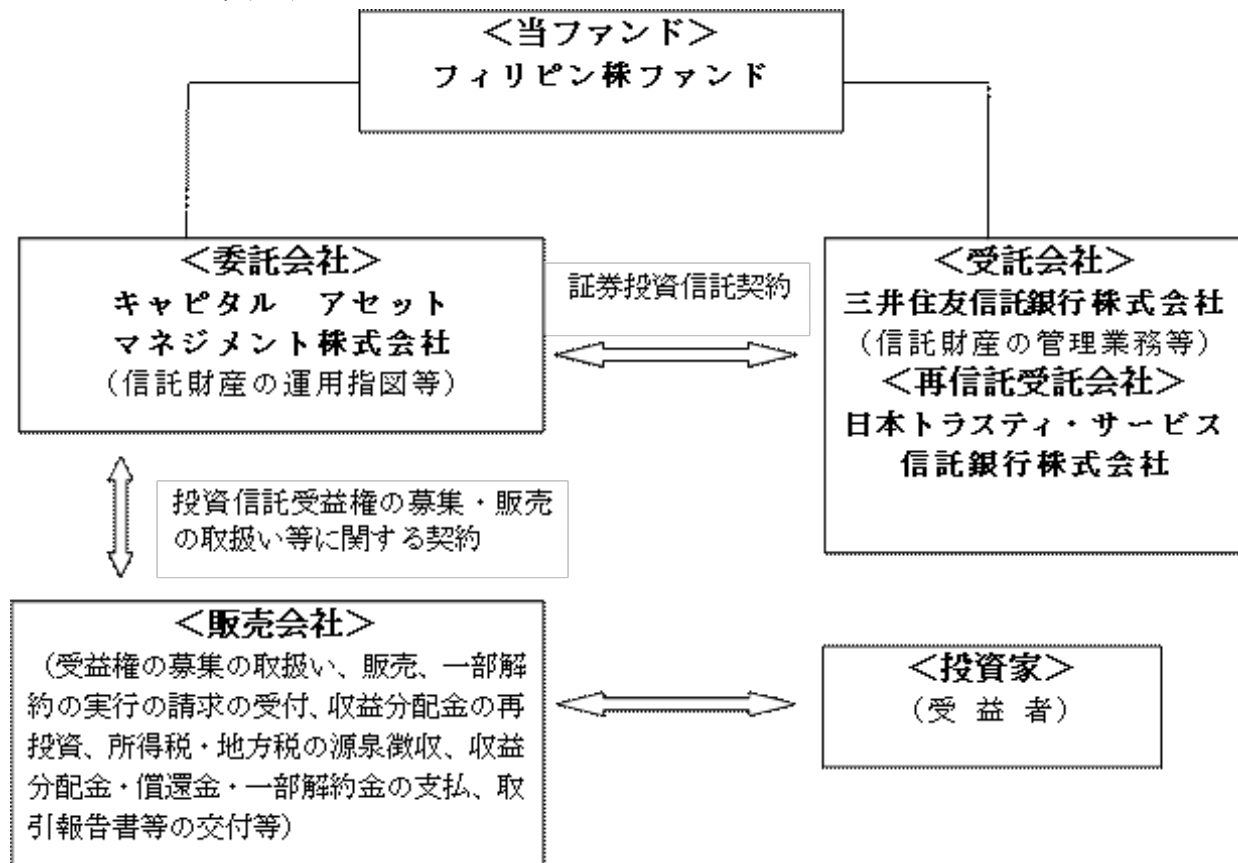 ＜当ファンド＞
フィリピン株ファンド
＜委託会社＞
キャピタル　アセット
マネジメント株式会社
（信託財産の運用指図等）
証券投資信託契約
＜受託会社＞
三井住友信託銀行株式会社
（信託財産の管理業務等）
＜再信託受託会社＞
日本トラスティ・サービス
信託銀行株式会社
投資信託受益権の募集・販売
の取扱い等に関する契約
＜販売会社＞
（受益権の募集の取扱い、販売、一部解
約の実行の請求の受付、収益分配金の再
投資、所得税・地方税の源泉徴収、収益
分配金・償還金・一部解約金の支払、取
引報告書等の交付等）
＜投資家＞
（受 益 者）